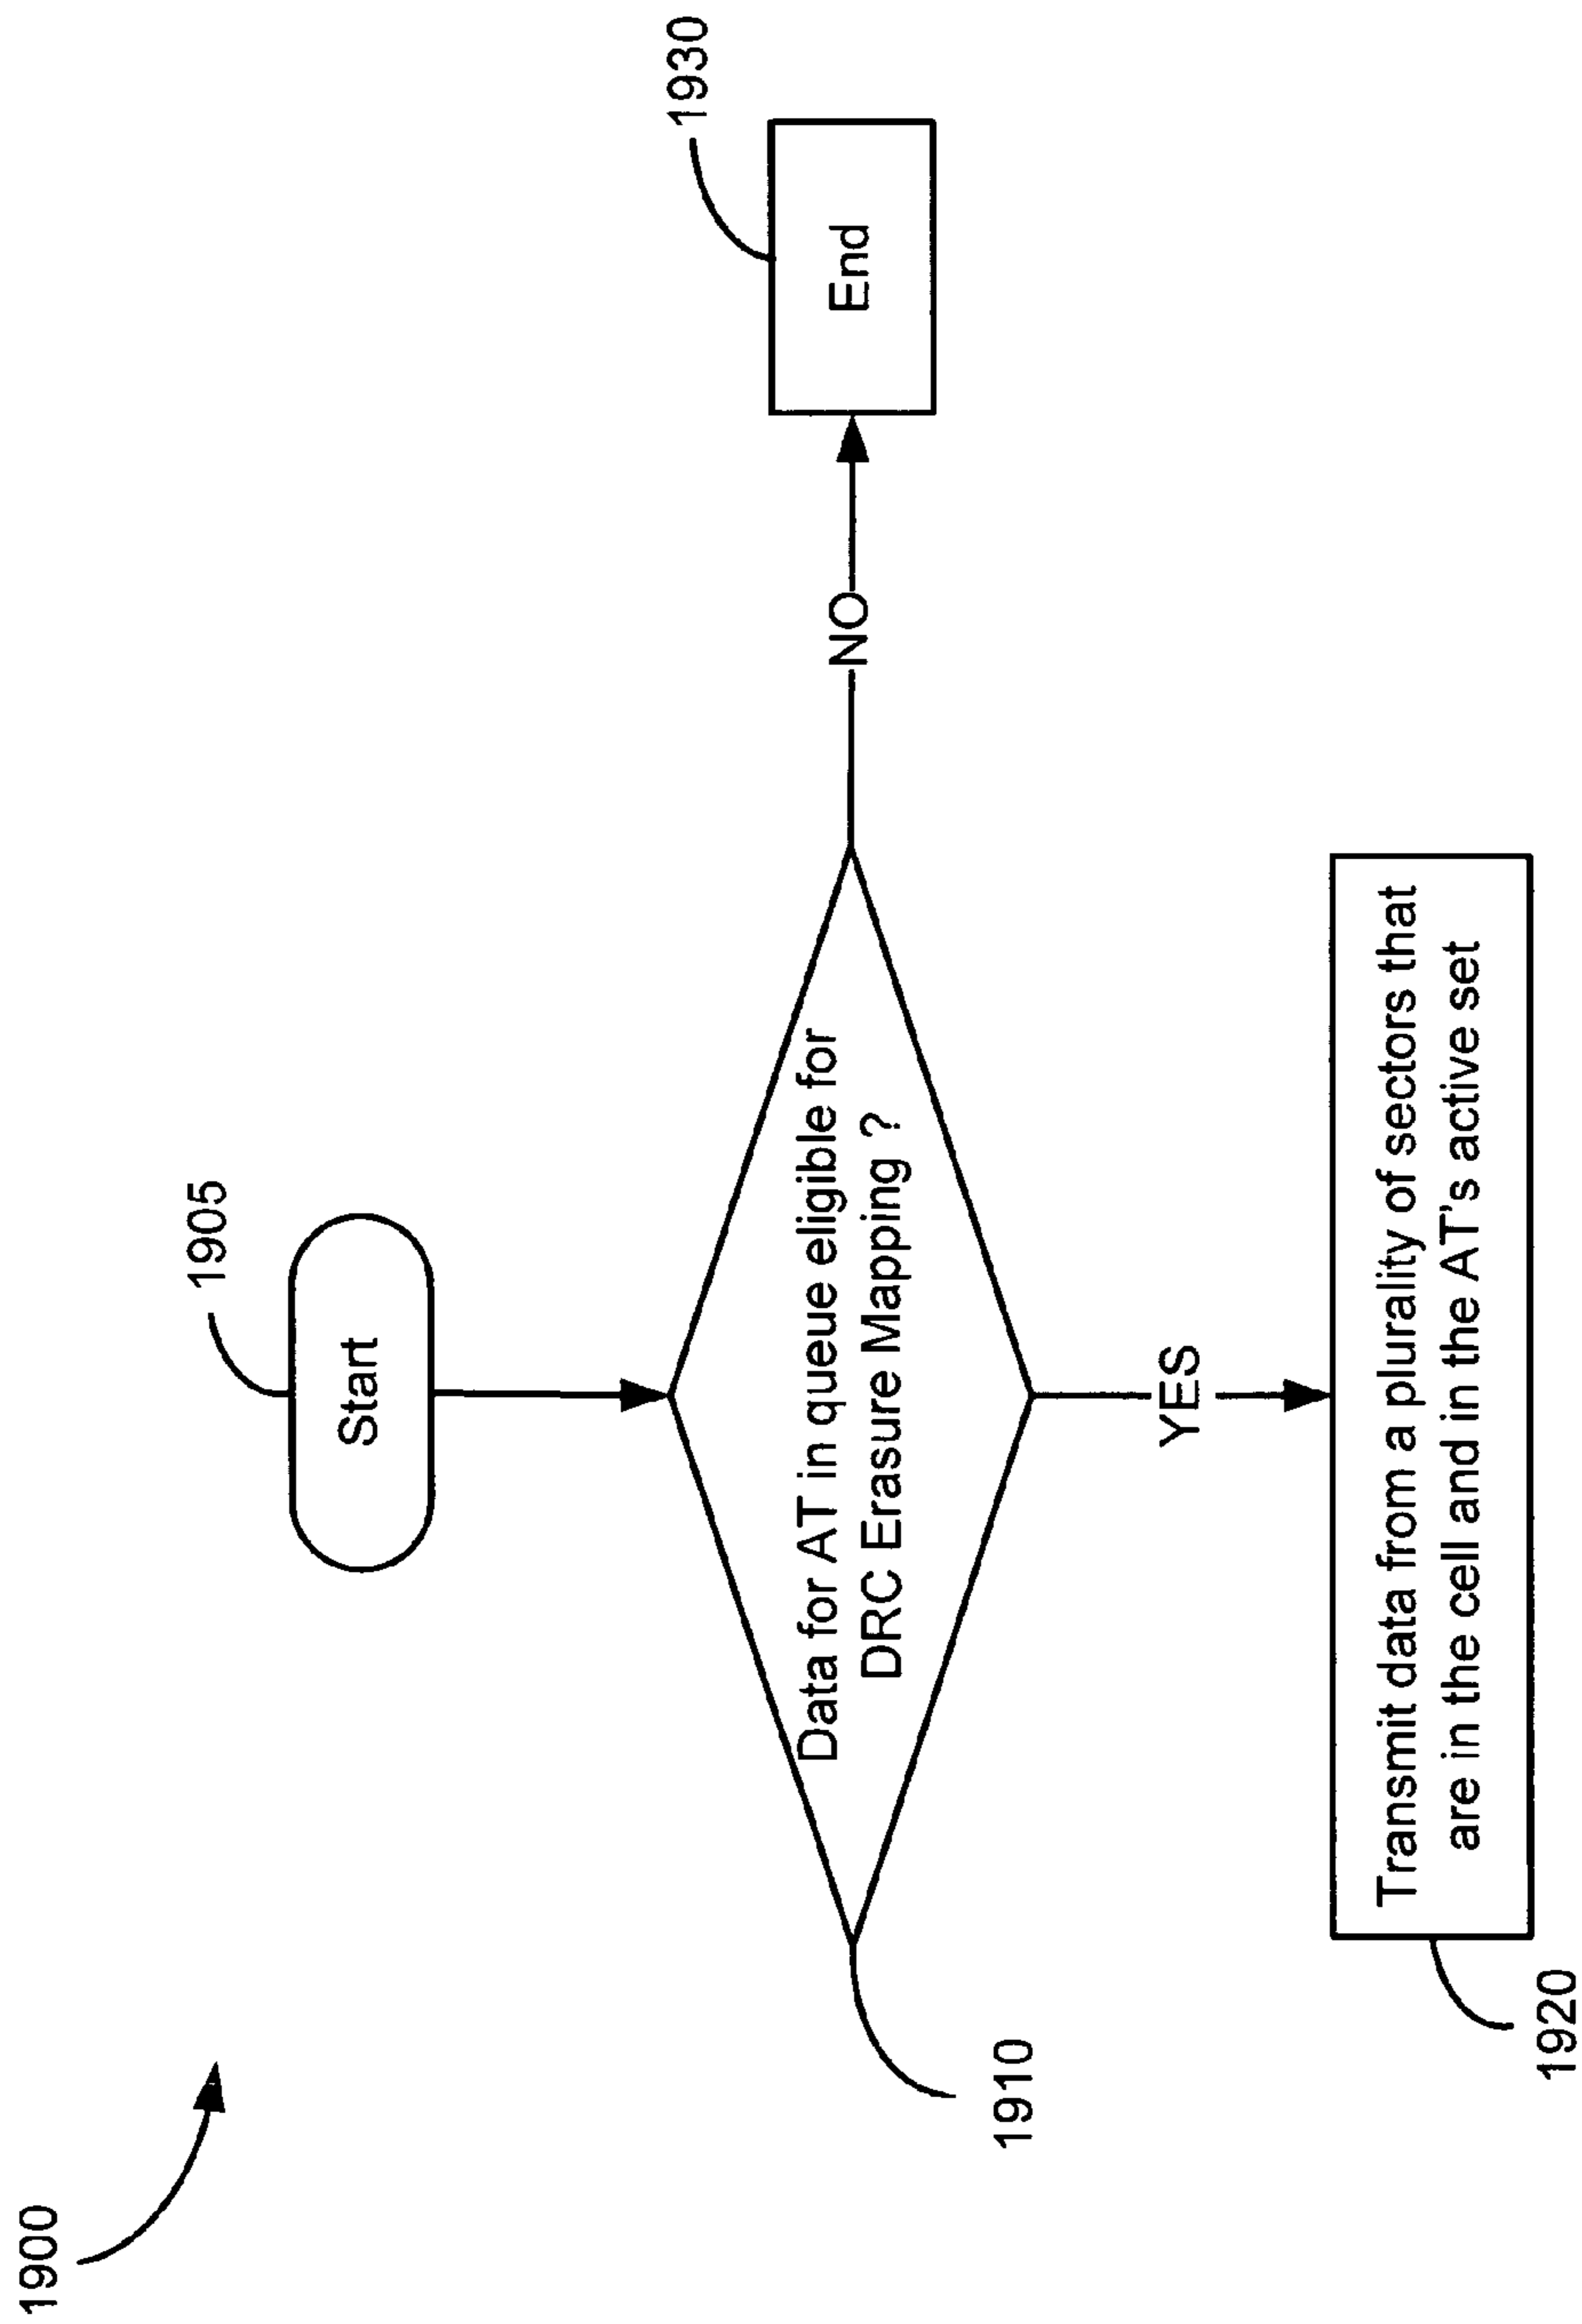 1900
1905
Start
Data for AT in queue eligible for
DRC Erasure Mapping ?
1910
NO
End
1930
YES
Transmit data from a plurality of sectors that
are in the cell and in the AT's active set
1920